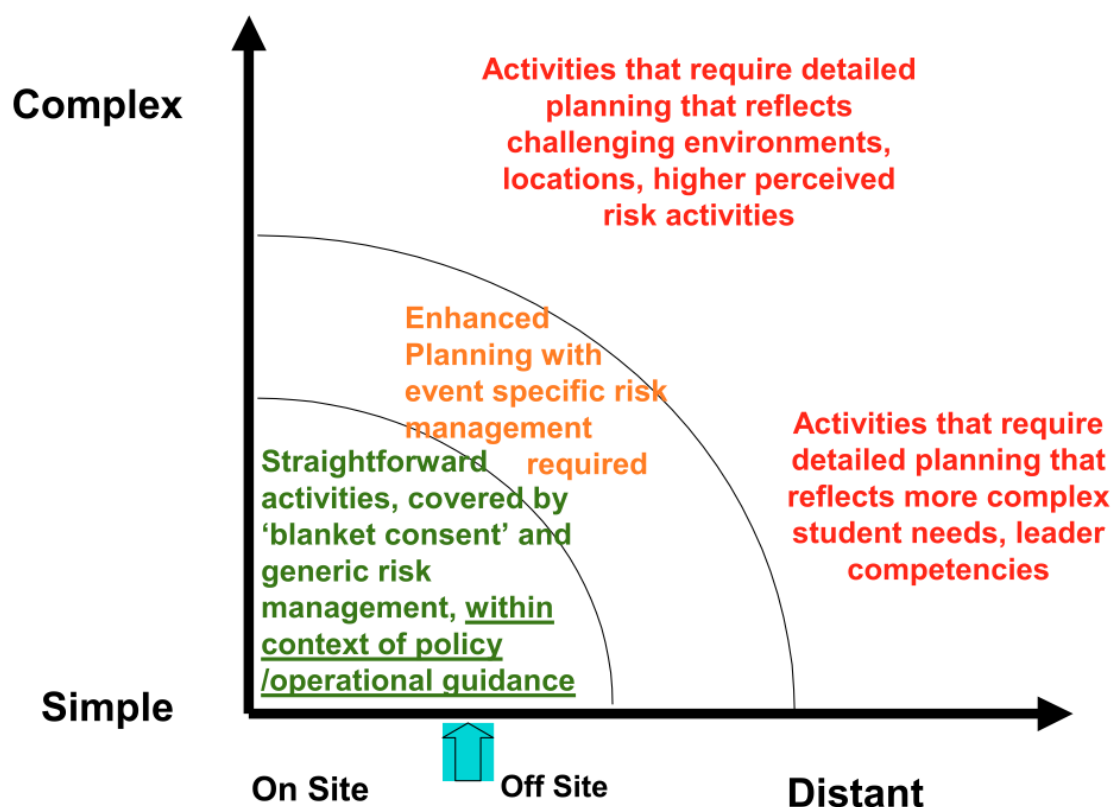 Complex
Activities that require detailed
planning that reflects
challenging environments,
locations, higher perceived
risk activities
Enhanced
Planning with
event specific risk
management
required
Activities that require
detailed planning that
reflects more complex
student needs, leader
competencies
Straightforward
activities, covered by
‘blanket consent’ and
generic risk
management, within
context of policy
/operational guidance
Simple
On Site
Off Site
Distant